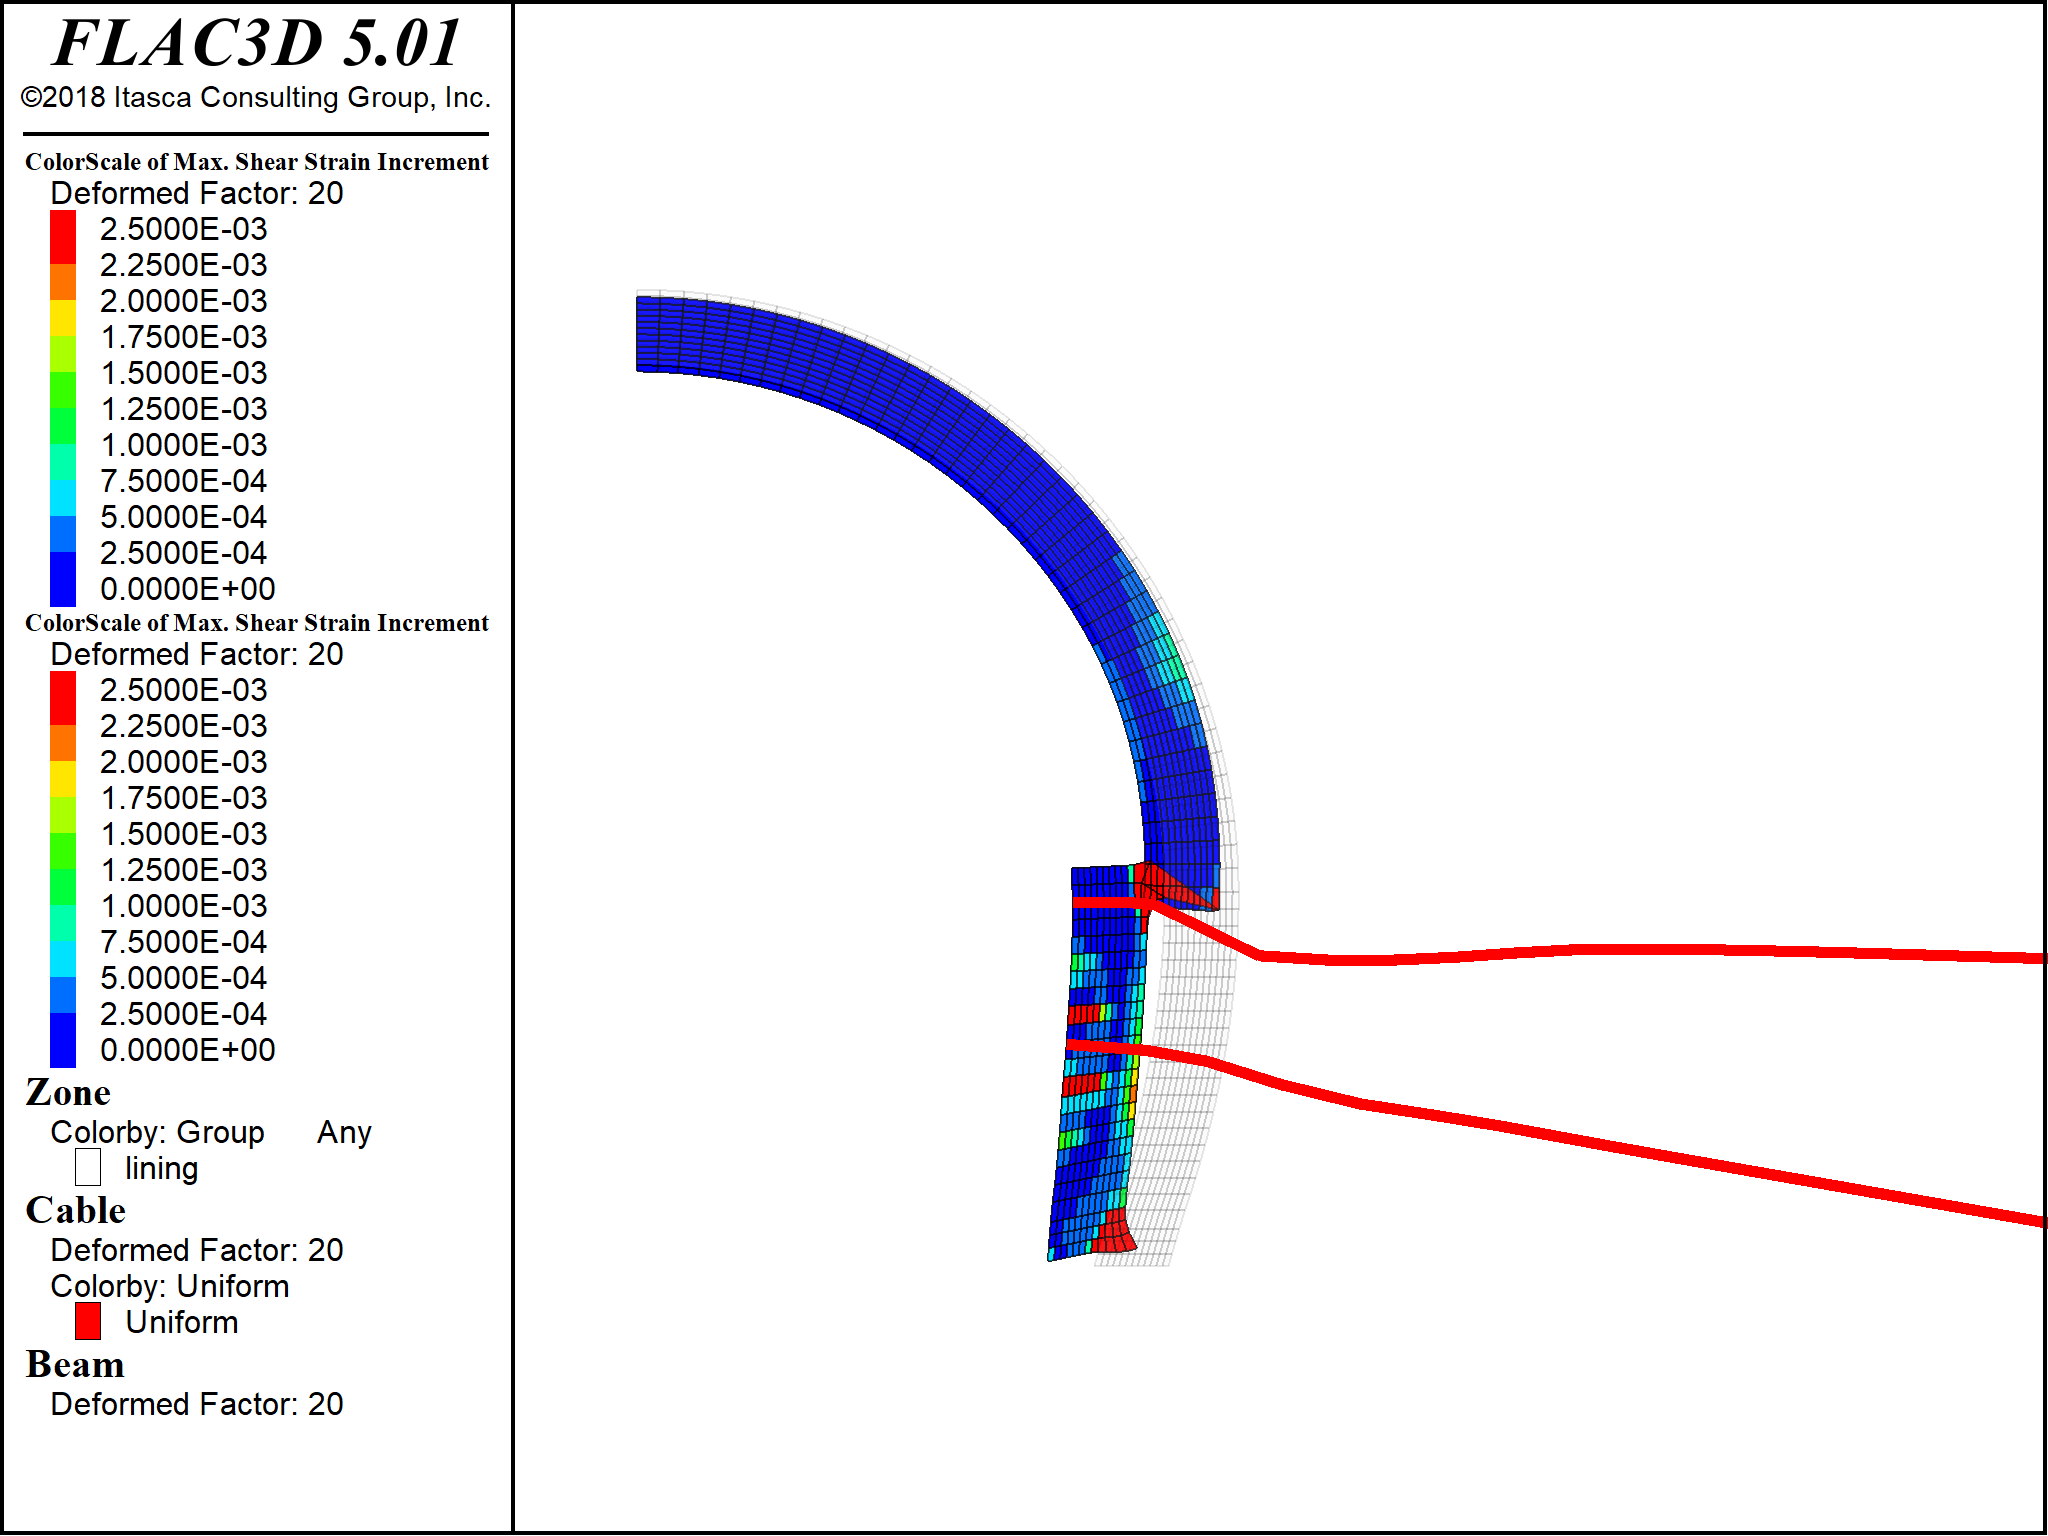 FLAC3D 5.01
©2018 Itasca Consulting Group, Inc.
ColorScale of Max. Shear Strain Increment
Deformed Factor: 20
2.5000E-03
2.2500E-03
2.0000E-03
1.7500E-03
1.5000E-03
1.2500E-03
1.0000E-03
7.5000E-04
5.0000E-04
2.5000E-04
0.0000E+00
ColorScale of Max. Shear Strain Increment
Deformed Factor: 20
2.5000E-03
2.2500E-03
2.0000E-03
1.7500E-03
1.5000E-03
1.2500E-03
1.0000E-03
7.5000E-04
5.0000E-04
2.5000E-04
0.0000E+00
Zone
Colorby: Group Any
lining
Cable
Deformed Factor: 20
Colorby: Uniform
Uniform
Beam
Deformed Factor: 20